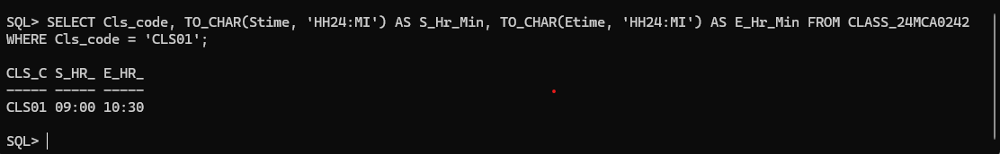 SQL> SELECT Cls_code, TO_CHAR(Stime, 'HH24:MI') AS S_Hr_Min, TO_CHAR(Etime, 'HH24:MI') AS E_Hr_Min FROM CLASS_24MCA0242
WHERE Cls_code = 'CLS01';
CLS_C S_HR_ E_HR_
----- ----- -----
CLS01 09:00 10:30
SQL>